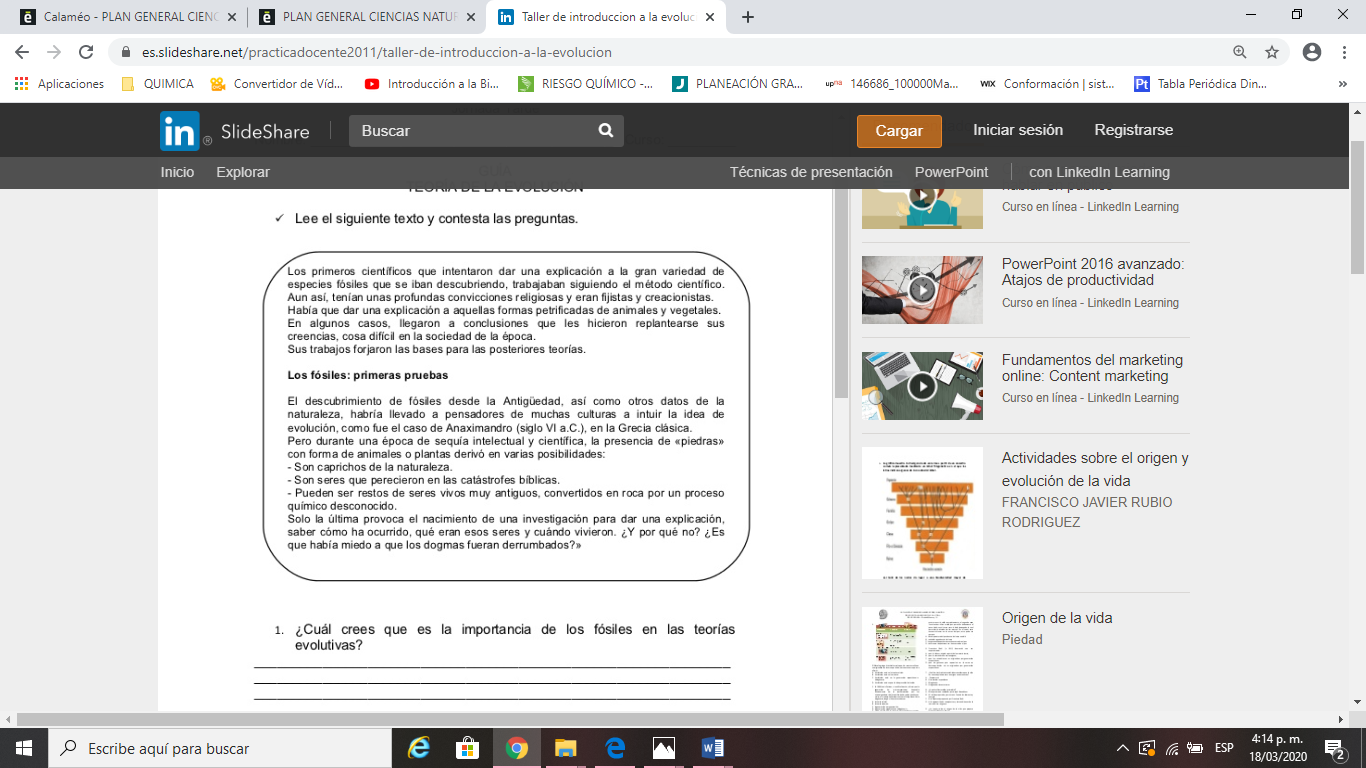 Calaméo - PLAN GENERAL CIENC
PLAN GENERAL CIENCIAS NATUR
Taller de introduccion a la evoluc
es.slideshare.net/practicadocente2011/taller-de-introduccion-a-la-evolucion
Aplicaciones
QUIMICA
Convertidor de Víd...
Introducción a la Bi...
RIESGO QUÍMICO -...
PLANEACIÓN GRA...
146686_100000Ma...
Conformación | sist...
Tabla Periódica Din...
SlideShare
Buscar
Cargar
Iniciar sesión
Registrarse
Inicio
Explorar
Técnicas de presentación
PowerPoint
con LinkedIn Learning
TEORIA DE LA EVOLUCIÓN
Lee el siguiente texto y contesta las preguntas.
Los primeros científicos que intentaron dar una explicación a la gran variedad de
especies fósiles que se iban descubriendo, trabajaban siguiendo el método científico.
Aun así, tenían unas profundas convicciones religiosas y eran fijistas y creacionistas.
Había que dar una explicación a aquellas formas petrificadas de animales y vegetales.
En algunos casos, llegaron a conclusiones que les hicieron replantearse sus
creencias, cosa difícil en la sociedad de la época.
Sus trabajos forjaron las bases para las posteriores teorías.
Los fósiles: primeras pruebas
El descubrimiento de fósiles desde la Antigüedad, así como otros datos de la
naturaleza, habría llevado a pensadores de muchas culturas a intuir la idea de
evolución, como fue el caso de Anaximandro (siglo VI a.C.), en la Grecia clásica.
Pero durante una época de sequía intelectual y científica, la presencia de «piedras»
con forma de animales o plantas derivó en varias posibilidades:
- Son caprichos de la naturaleza.
- Son seres que perecieron en las catástrofes bíblicas.
- Pueden ser restos de seres vivos muy antiguos, convertidos en roca por un proceso
químico desconocido.
Solo la última provoca el nacimiento de una investigación para dar una explicación,
saber cómo ha ocurrido, qué eran esos seres y cuándo vivieron. ¿Y por qué no? ¿Es
que había miedo a que los dogmas fueran derrumbados?»
1. ¿Cuál crees que es la importancia de los fósiles en las teorías
evolutivas?
Curso en línea - LinkedIn Learning
PowerPoint 2016 avanzado:
Atajos de productividad
Curso en línea - LinkedIn Learning
Fundamentos del marketing
online: Content marketing
Curso en línea - LinkedIn Learning
Actividades sobre el origen y
evolución de la vida
FRANCISCO JAVIER RUBIO
RODRIGUEZ
Origen de la vida
Piedad
Escribe aquí para buscar
ESP
4:14 p. m.
18/03/2020
2